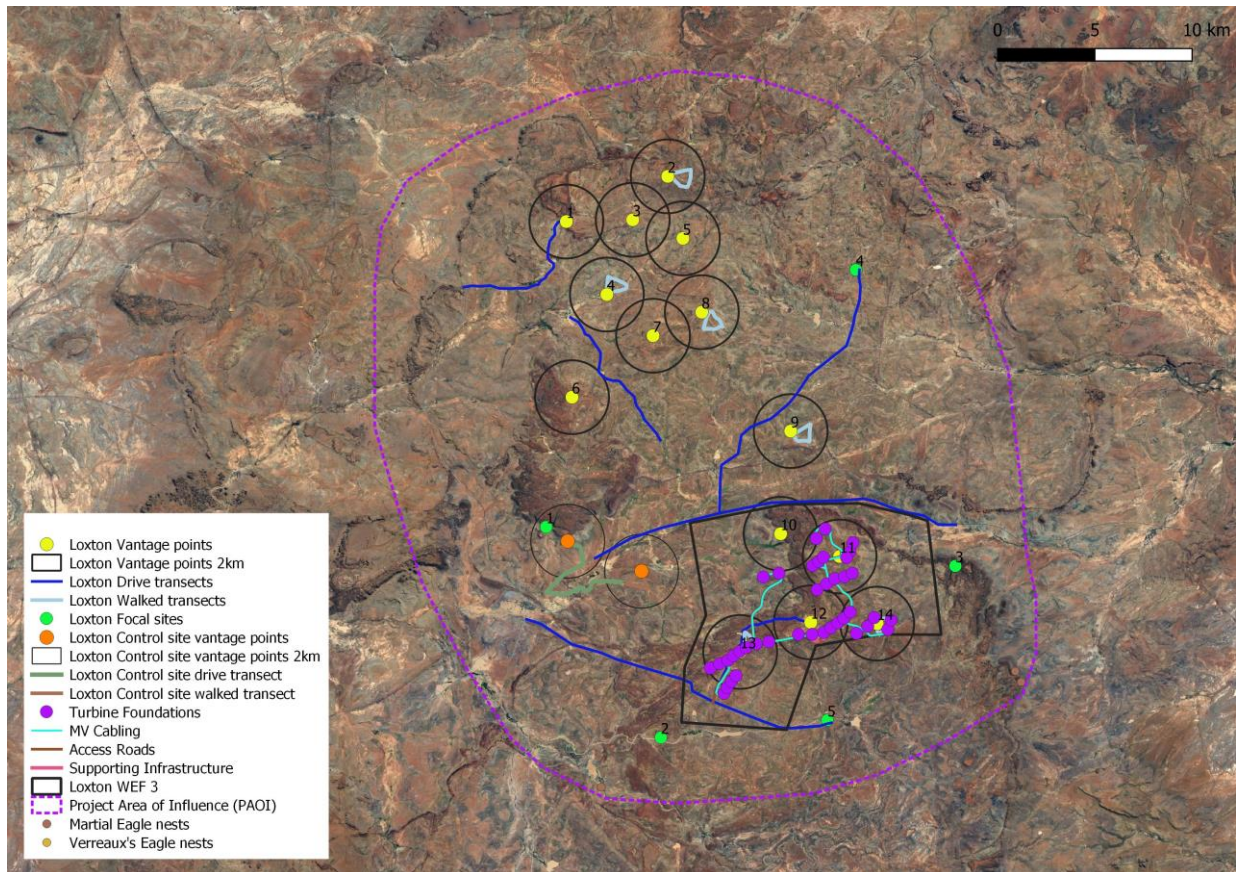 0 5 10 km
2
1
3
5
4
4
8
7
6
9
1
10
11
3
12
14
13
5
2
Loxton Vantage points
Loxton Vantage points 2km
Loxton Drive transects
Loxton Walked transects
Loxton Focal sites
Loxton Control site vantage points
Loxton Control site vantage points 2km
Loxton Control site drive transect
Loxton Control site walked transect
Turbine Foundations
MV Cabling
Access Roads
Supporting Infrastructure
Loxton WEF 3
Project Area of Influence (PAOI)
Martial Eagle nests
Verreaux's Eagle nests